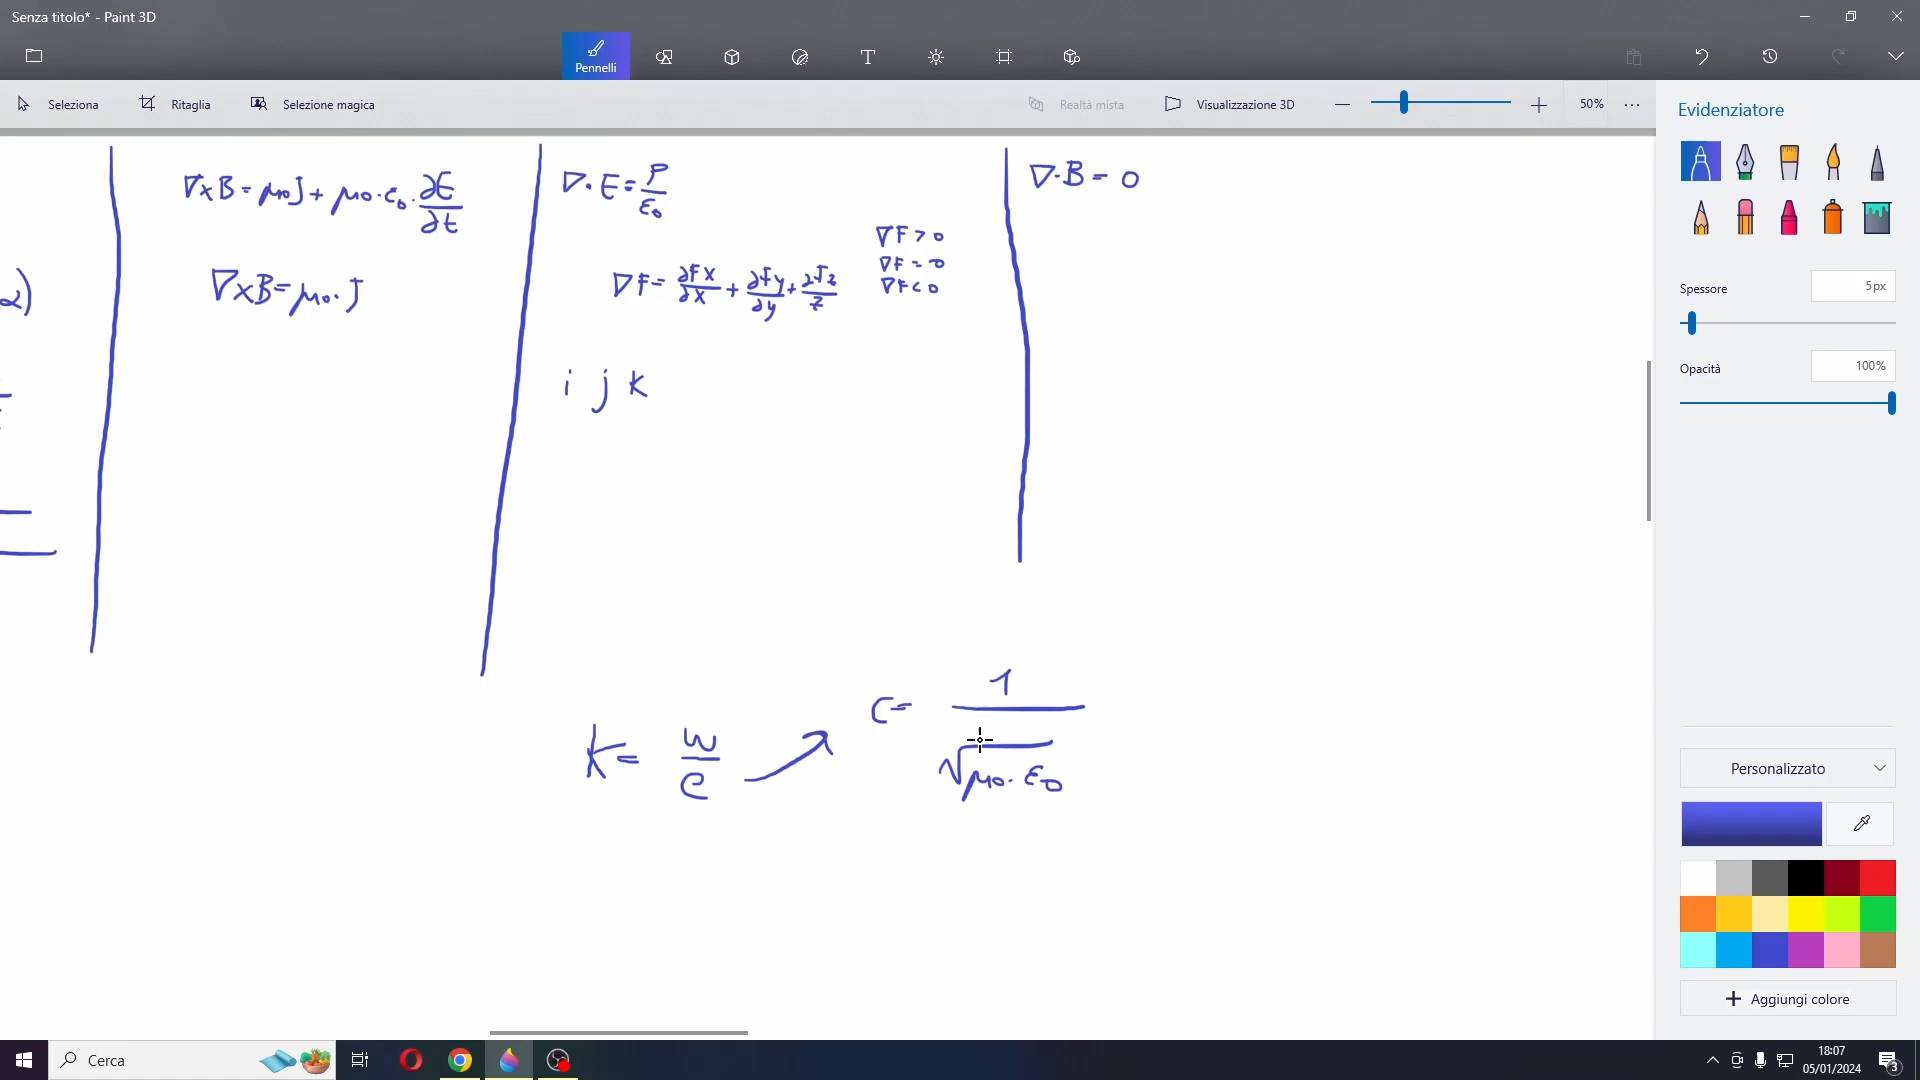 Senza titolo* - Paint 3D
Pennelli
Seleziona
Ritaglia
Selezione magica
Realtà mista
Visualizzazione 3D
50%
Evidenziatore
Spessore
5px
Opacità
100%
Personalizzato
Aggiungi colore
∇×B = μ0J + μ0·ε0·∂E/∂t
∇×B = μ0·J
∇·E = ρ/ε0
∇F = ∂Fx/∂x + ∂Fy/∂y + ∂Fz/z
∇F > 0
∇F = 0
∇F < 0
i j k
∇·B = 0
α)
K = w/c
c = 1/√μ0·ε0
Cerca
18:07
05/01/2024
3